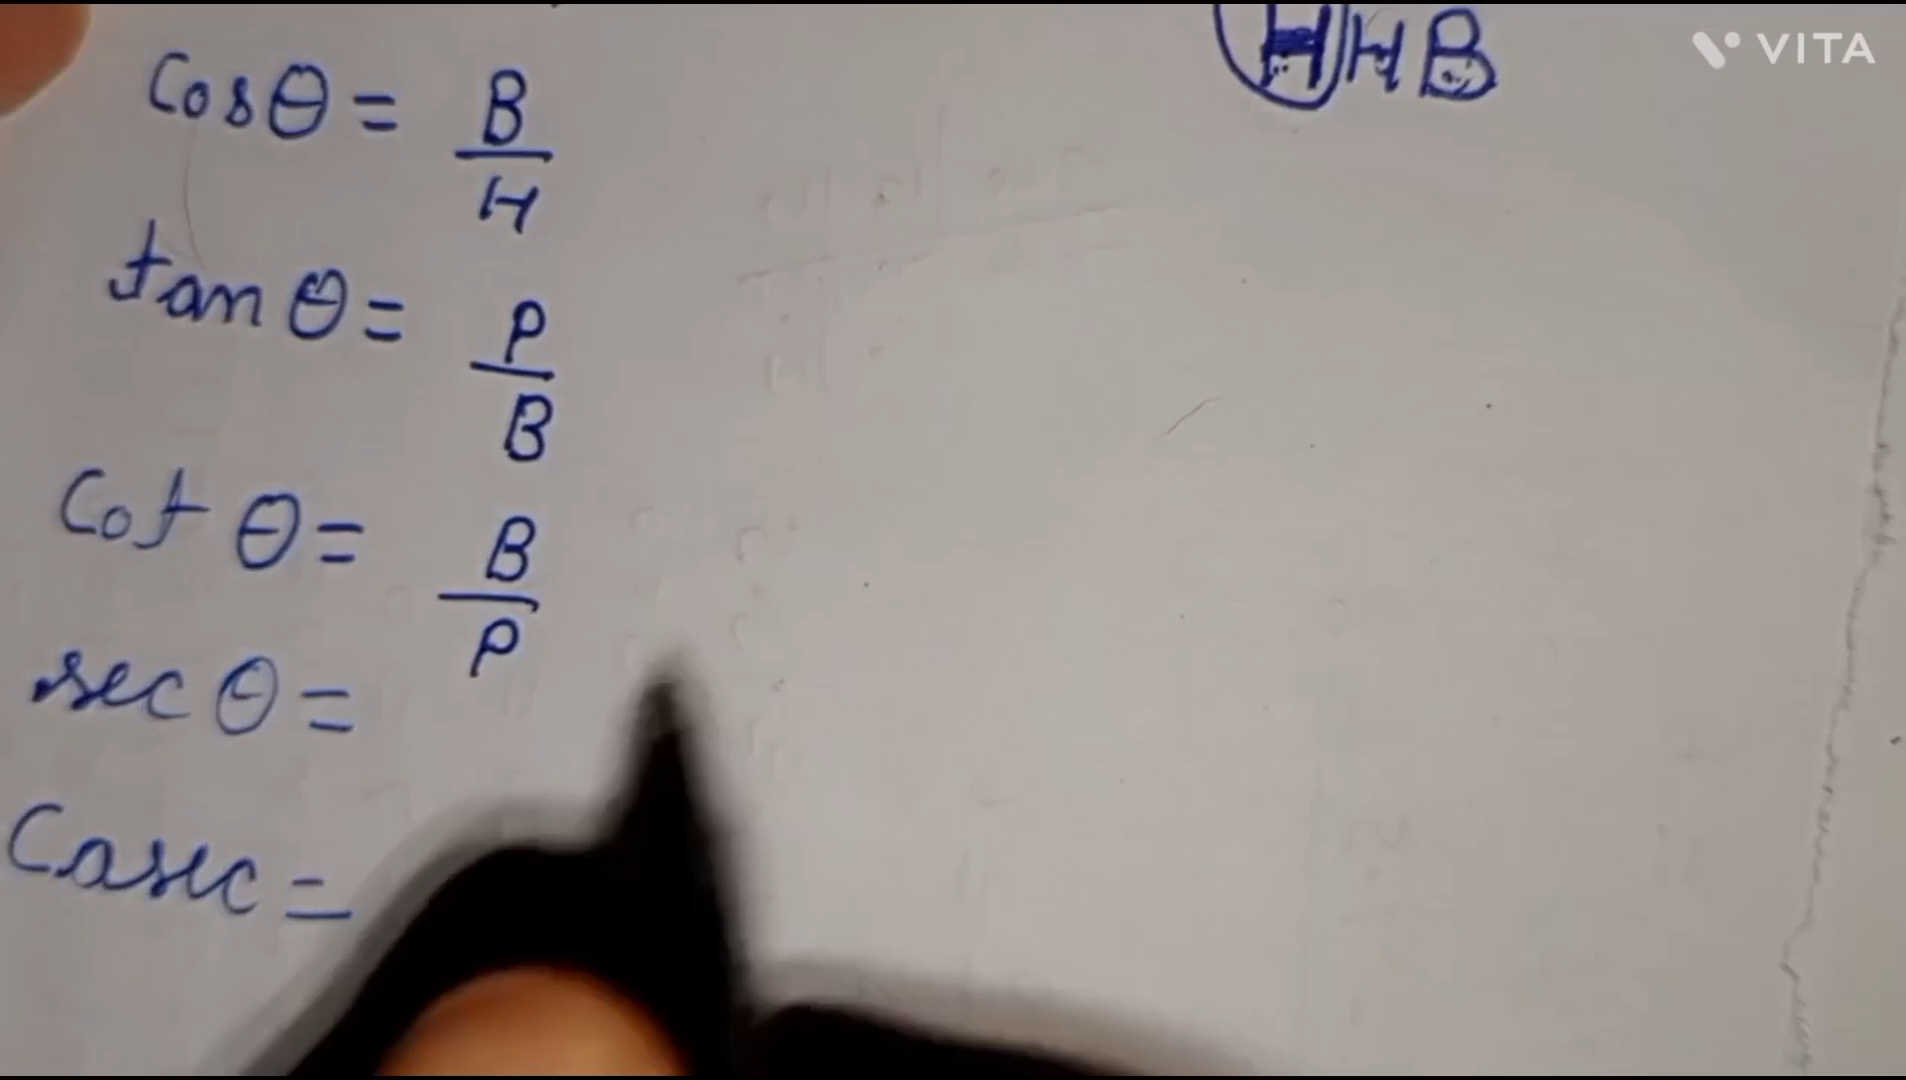 HHB
VITA
Cosθ = B/H
tanθ = P/B
Cotθ = B/P
secθ =
Cosec =